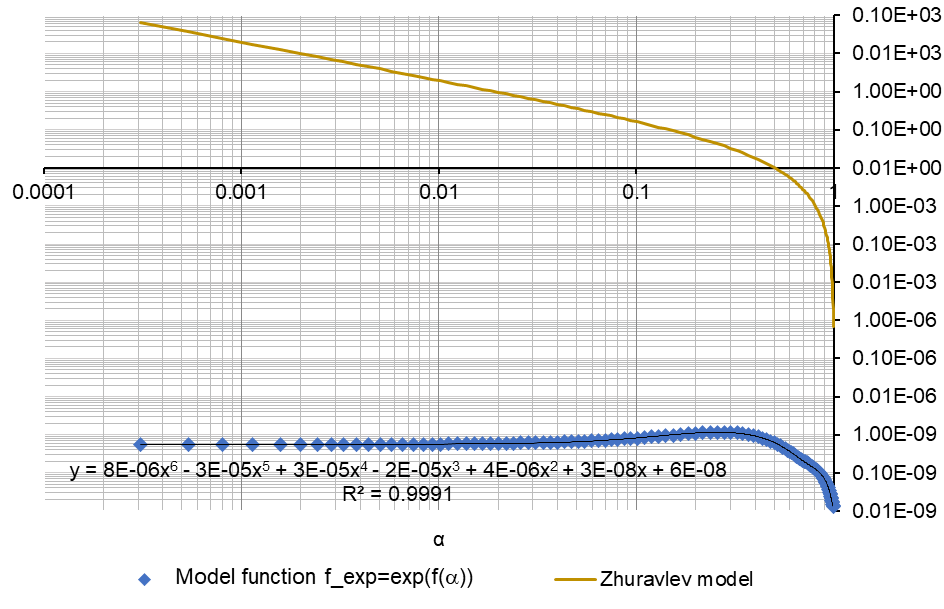 0.10E+03
0.01E+03
1.00E+00
0.10E+00
0.01E+00
0.0001 0.001 0.01 0.1 1
1.00E-03
0.10E-03
0.01E-03
1.00E-06
0.10E-06
0.01E-06
1.00E-09
y = 8E-06x⁶ - 3E-05x⁵ + 3E-05x⁴ - 2E-05x³ + 4E-06x² + 3E-08x + 6E-08
0.10E-09
R² = 0.9991
0.01E-09
α
Model function f_exp=exp(f(α)) Zhuravlev model